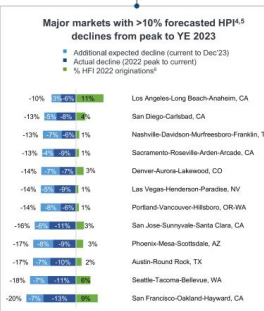 Major markets with >10% forecasted HPI4,5
declines from peak to YE 2023
Additional expected decline (current to Dec'23)
Actual decline (2022 peak to current)
% HFI 2022 originations6
-10% 3% -6% 11% Los Angeles-Long Beach-Anaheim, CA
-13% -5% -8% 4% San Diego-Carlsbad, CA
-13% -7% -6% 1% Nashville-Davidson-Murfreesboro-Franklin, T
-13% -4% -9% 1% Sacramento-Roseville-Arden-Arcade, CA
-14% -7% -7% 3% Denver-Aurora-Lakewood, CO
-14% -5% -9% 1% Las Vegas-Henderson-Paradise, NV
-14% -8% -6% 1% Portland-Vancouver-Hillsboro, OR-WA
-16% -11% 3% San Jose-Sunnyvale-Santa Clara, CA
-17% -8% -9% 3% Phoenix-Mesa-Scottsdale, AZ
-17% -7% -10% 2% Austin-Round Rock, TX
-18% -7% -11% 6% Seattle-Tacoma-Bellevue, WA
-20% -7% -13% 9% San Francisco-Oakland-Hayward, CA